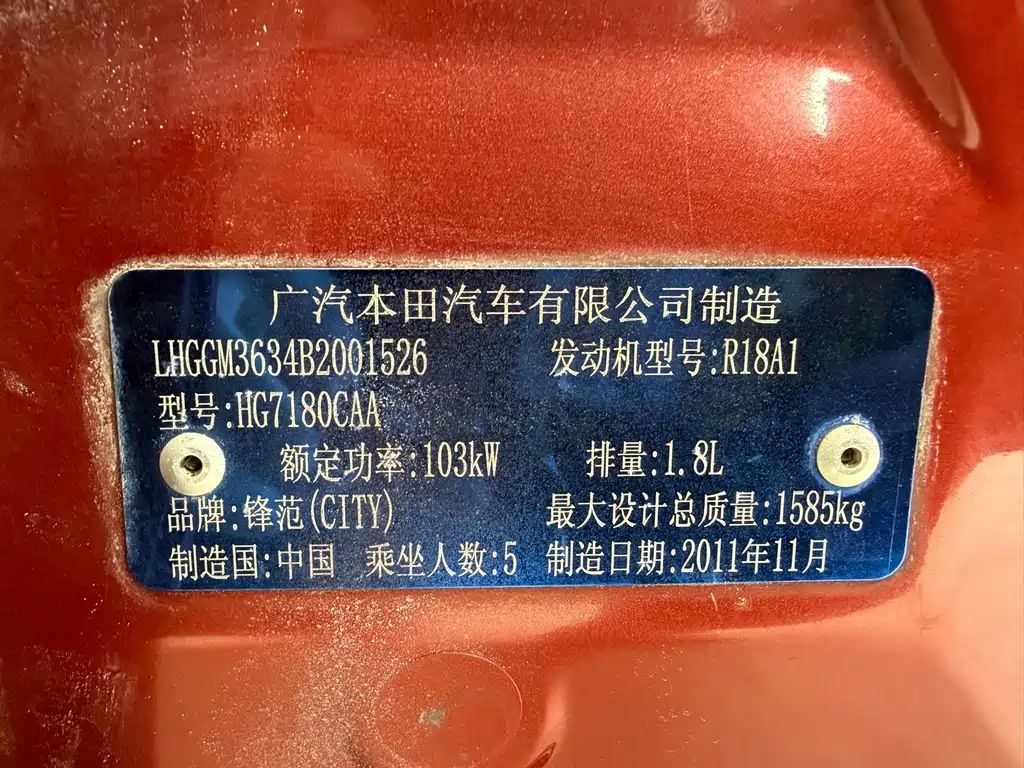 广汽本田汽车有限公司制造
LHGGM3634B2001526 发动机型号:R18A1
型号:HG7180CAA
额定功率:103kW 排量:1.8L
品牌:锋范(CITY) 最大设计总质量:1585kg
制造国:中国 乘坐人数:5 制造日期:2011年11月